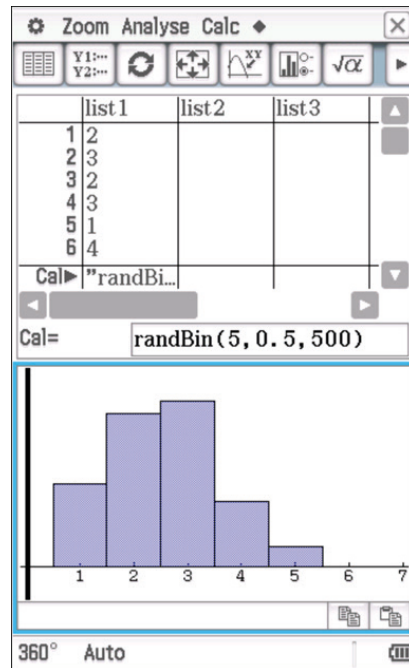 Zoom Analyse Calc
Y1:··· Y2:··· XY √α
list1 list2 list3
1 2
2 3
3 2
4 3
5 1
6 4
Cal▶ "randBi...
Cal= randBin(5,0.5,500)
1 2 3 4 5 6 7
360° Auto